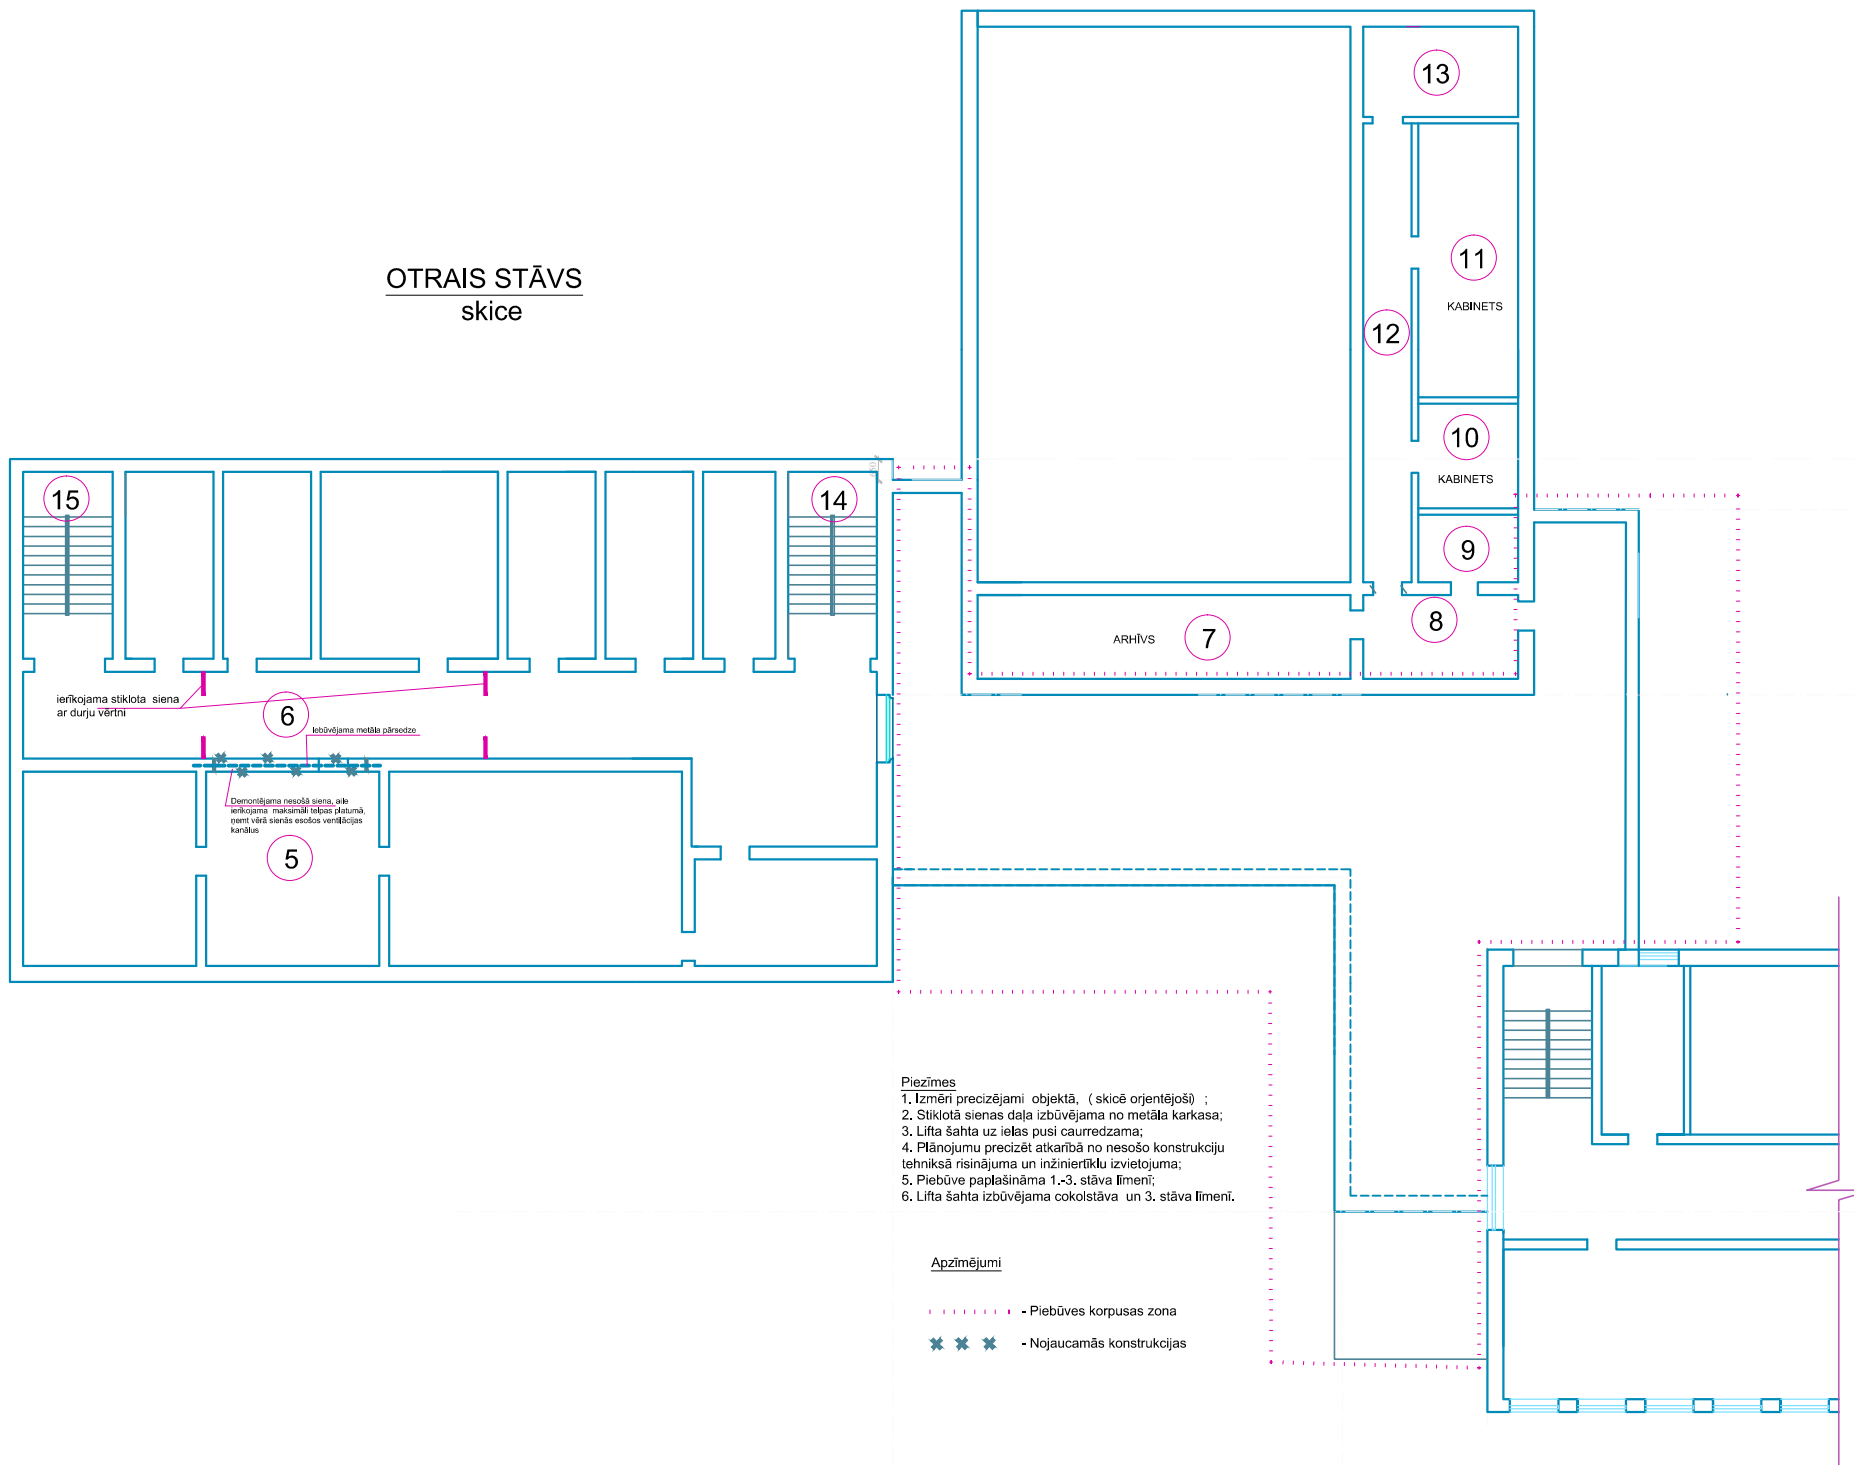 13
11
KABINETS
12
OTRAIS STĀVS
skice
10
KABINETS
15
14
9
8
ARHĪVS
7
ierīkojama stiklota siena
ar durju vērtni
6
Iebūvējama metāla pārsedze
Demontējama nesošā siena, aile
ierīkojama maksimāli telpas platumā,
ņemt vērā sienās esošos ventilācijas
kanālus
5
Piezīmes
1. Izmēri precizējami objektā, ( skicē orjentējoši) ;
2. Stiklotā sienas daļa izbūvējama no metāla karkasa;
3. Lifta šahta uz ielas pusi caurredzama;
4. Plānojumu precizēt atkarībā no nesošo konstrukciju
tehniksā risinājuma un inžiniertīklu izvietojuma;
5. Piebūve paplašināma 1.-3. stāva līmenī;
6. Lifta šahta izbūvējama cokolstāva un 3. stāva līmenī.
Apzīmējumi
- Piebūves korpusas zona
- Nojaucamās konstrukcijas